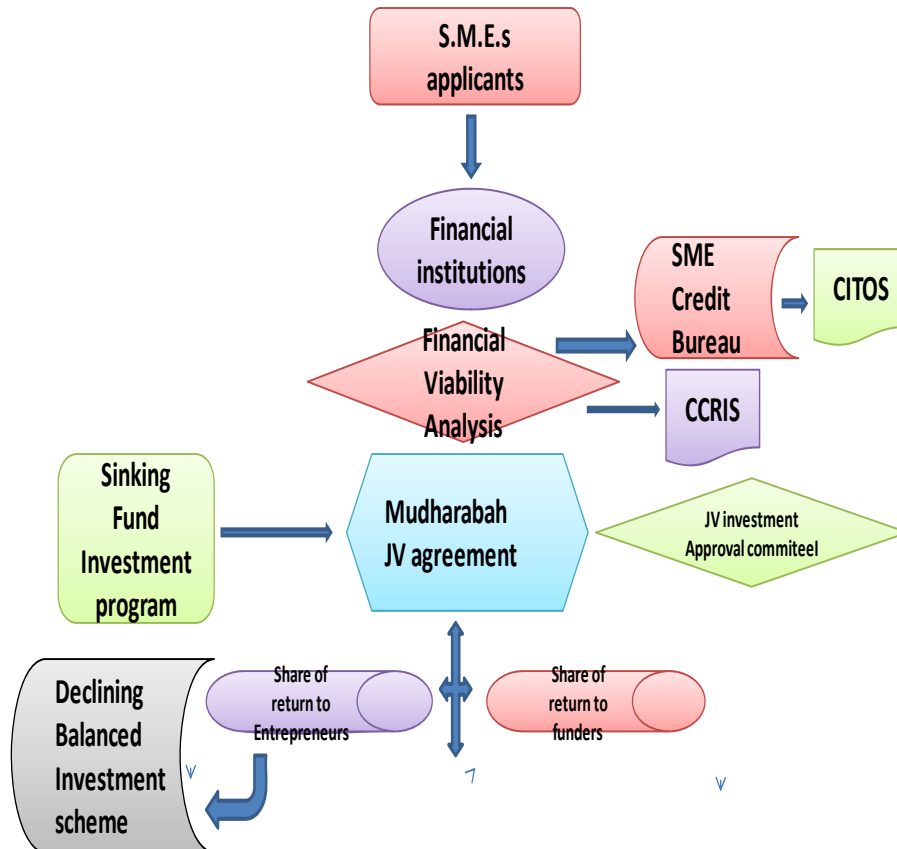 S.M.E.s
applicants
Financial
institutions
SME
Credit
Bureau
CITOS
Financial
Viability
Analysis
CCRIS
Sinking
Fund
Investment
program
Mudharabah
JV agreement
JV investment
Approval commiteel
Declining
Balanced
Investment
scheme
Share of
return to
Entrepreneurs
Share of
return to
funders